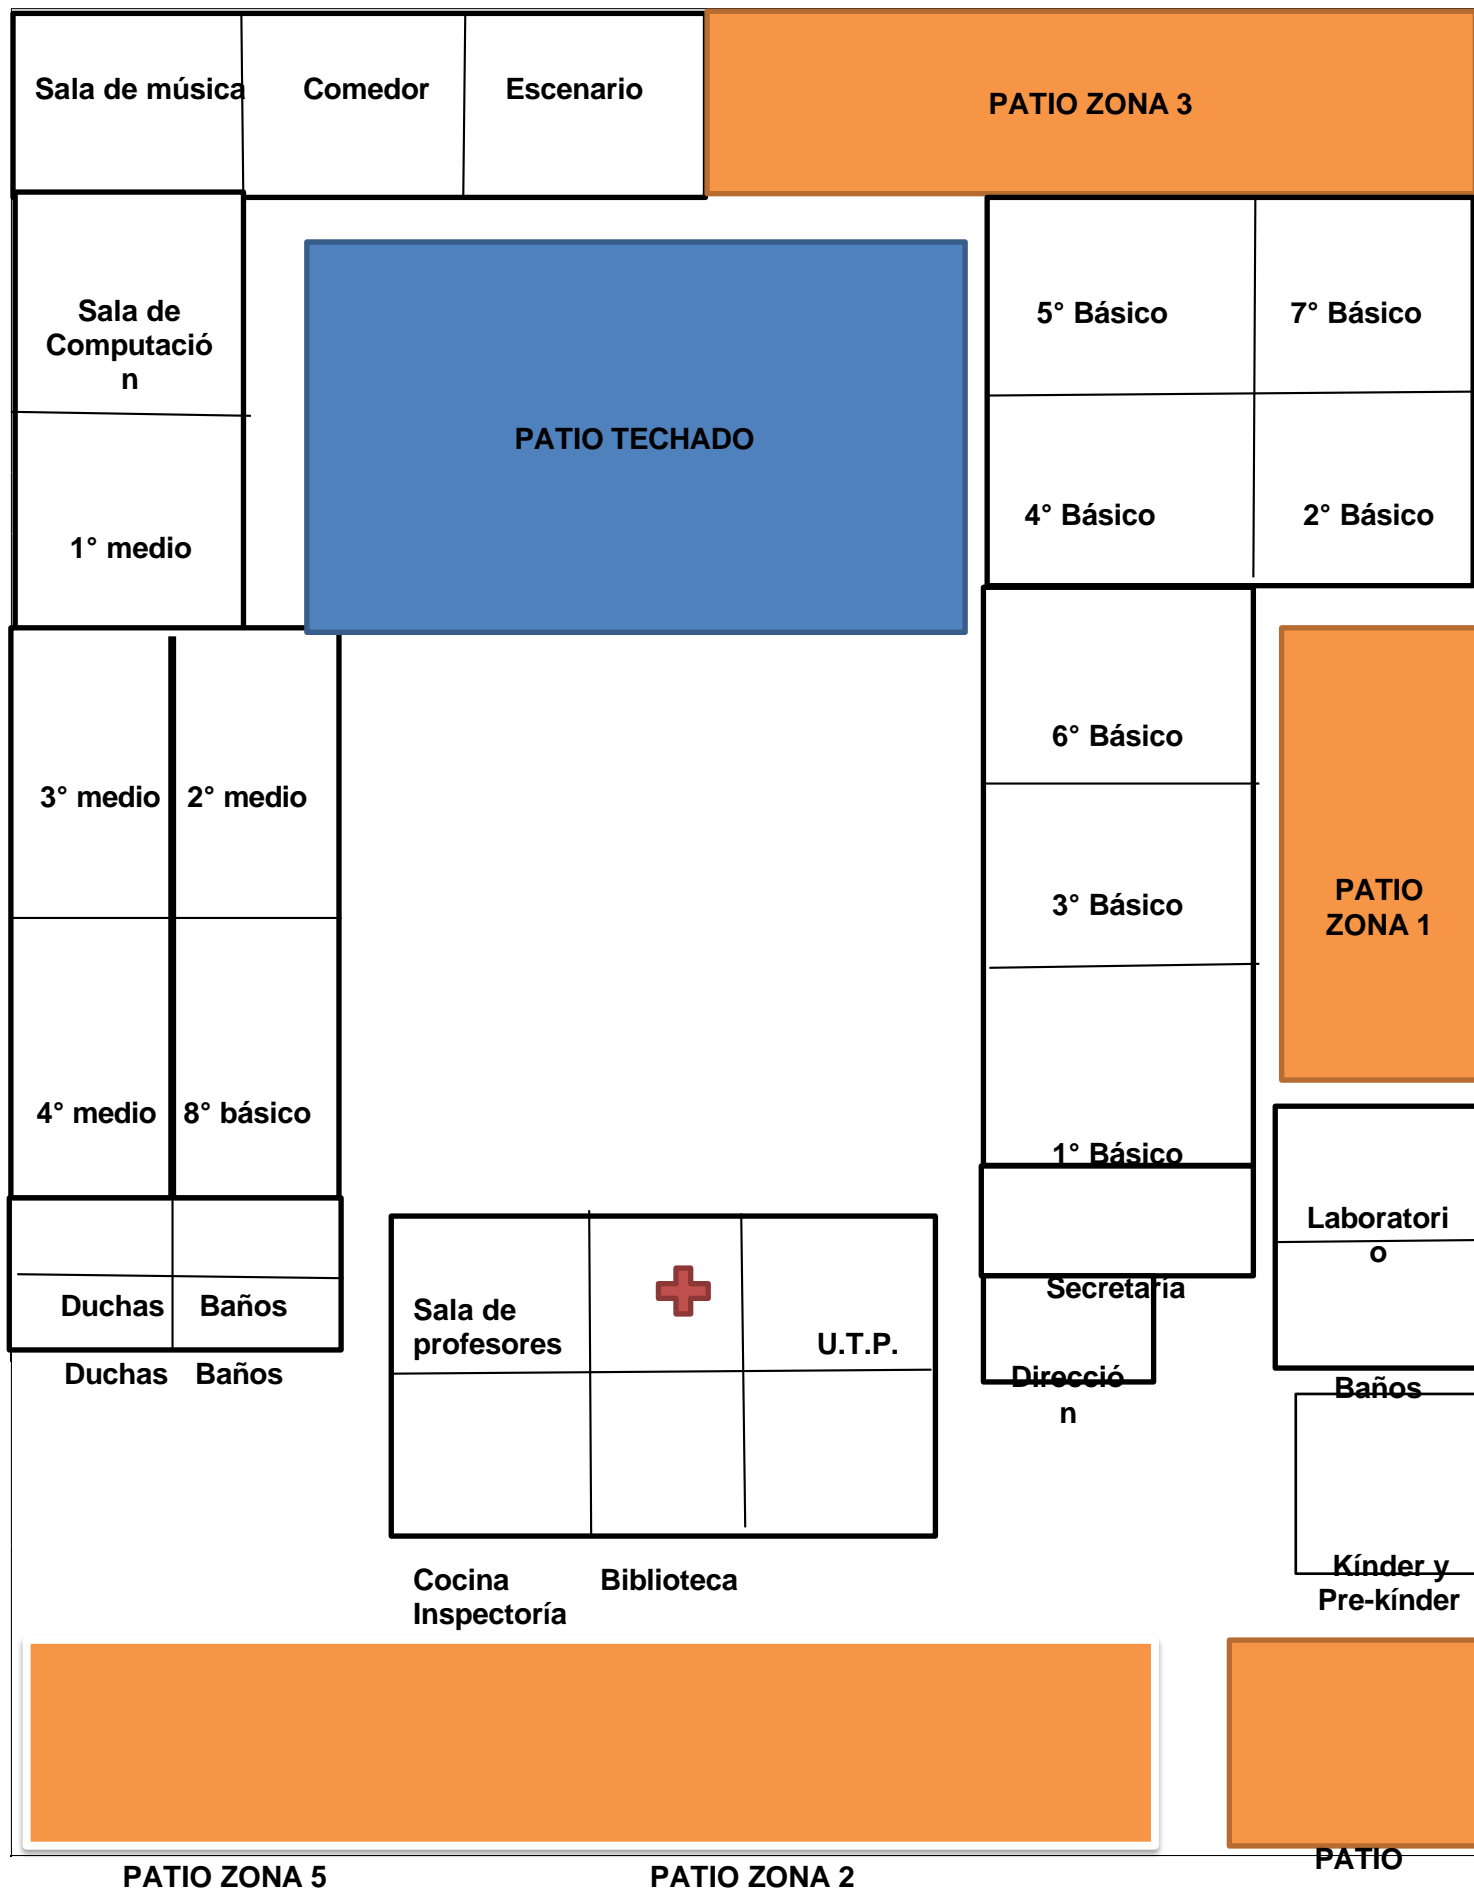 Sala de música Comedor Escenario
PATIO ZONA 3
Sala de
Computació
n
5° Básico 7° Básico
PATIO TECHADO
4° Básico 2° Básico
1° medio
6° Básico
3° medio 2° medio
3° Básico
PATIO
ZONA 1
4° medio 8° básico
1° Básico
Laboratori
o
Secretaría
Duchas Baños
Sala de
profesores
U.T.P.
Duchas Baños
Direcció
n
Baños
Cocina Biblioteca
Inspectoría
Kínder y
Pre-kínder
PATIO
PATIO ZONA 5 PATIO ZONA 2